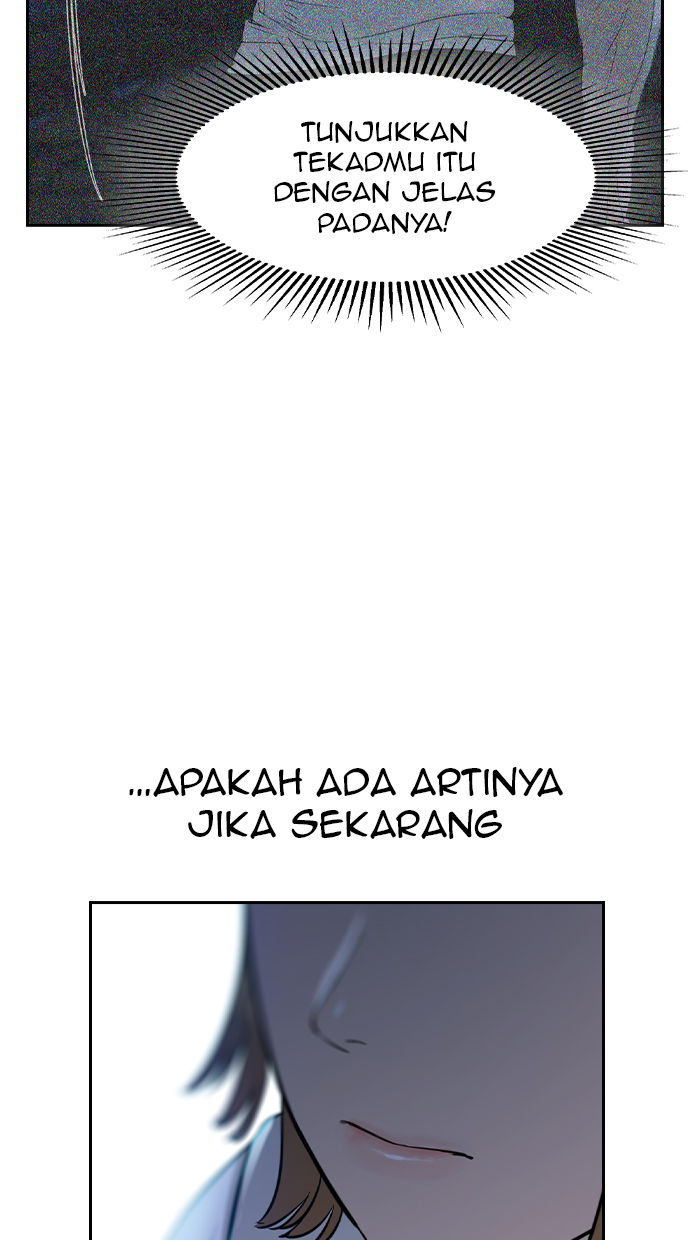 TUNJUKKAN
TEKADMU ITU
DENGAN JELAS
PADANYA!
...APAKAH ADA ARTINYA
JIKA SEKARANG